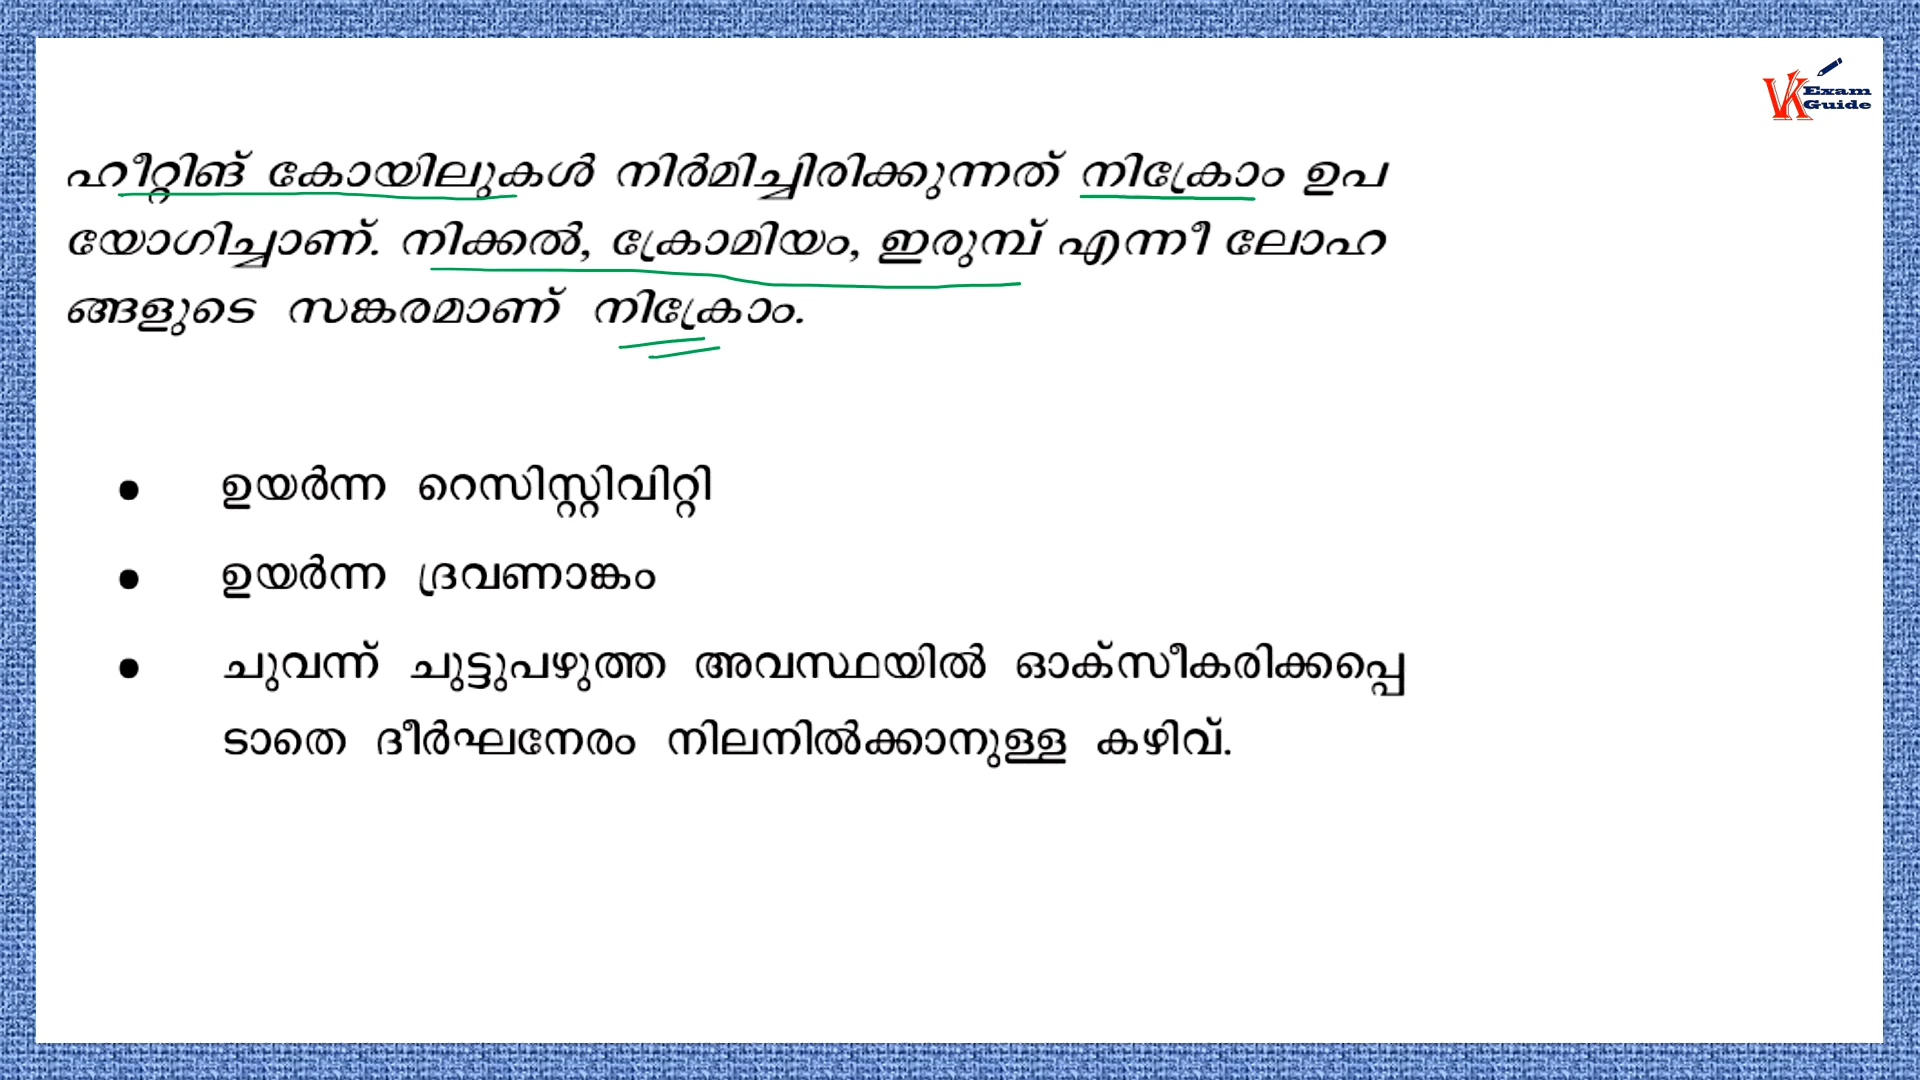 VK Exam
Guide
ഹീറ്റിങ് കോയിലുകൾ നിർമിച്ചിരിക്കുന്നത് നിക്രോം ഉപ
യോഗിച്ചാണ്. നിക്കൽ, ക്രോമിയം, ഇരുമ്പ് എന്നീ ലോഹ
ങ്ങളുടെ സങ്കരമാണ് നിക്രോം.
• ഉയർന്ന റെസിസ്റ്റിവിറ്റി
• ഉയർന്ന ദ്രവണാങ്കം
• ചുവന്ന് ചുട്ടുപഴുത്ത അവസ്ഥയിൽ ഓക്സീകരിക്കപ്പെ
ടാതെ ദീർഘനേരം നിലനിൽക്കാനുള്ള കഴിവ്.